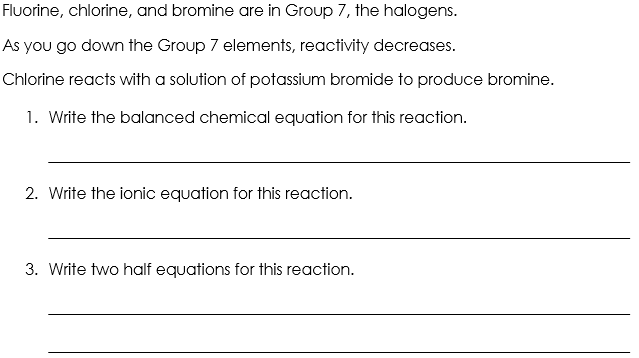 Fluorine, chlorine, and bromine are in Group 7, the halogens.
As you go down the Group 7 elements, reactivity decreases.
Chlorine reacts with a solution of potassium bromide to produce bromine.
1. Write the balanced chemical equation for this reaction.
2. Write the ionic equation for this reaction.
3. Write two half equations for this reaction.